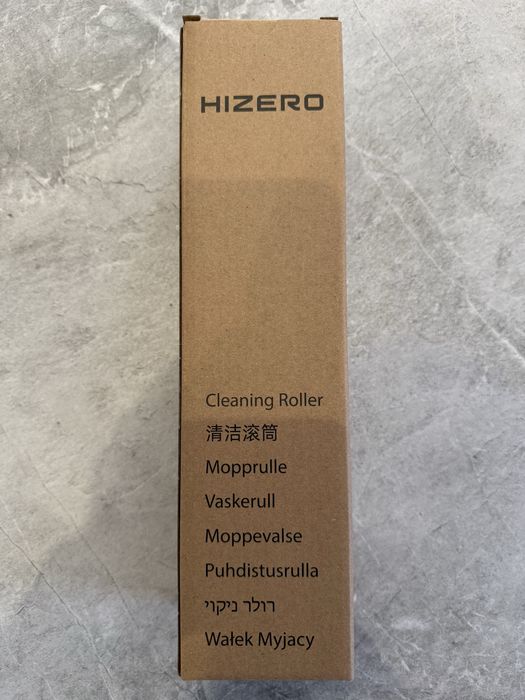 HIZERO
Cleaning Roller
清洁滚筒
Mopprulle
Vaskerull
Moppevalse
Puhdistusrulla
רולר ניקוי
Wałek Myjacy